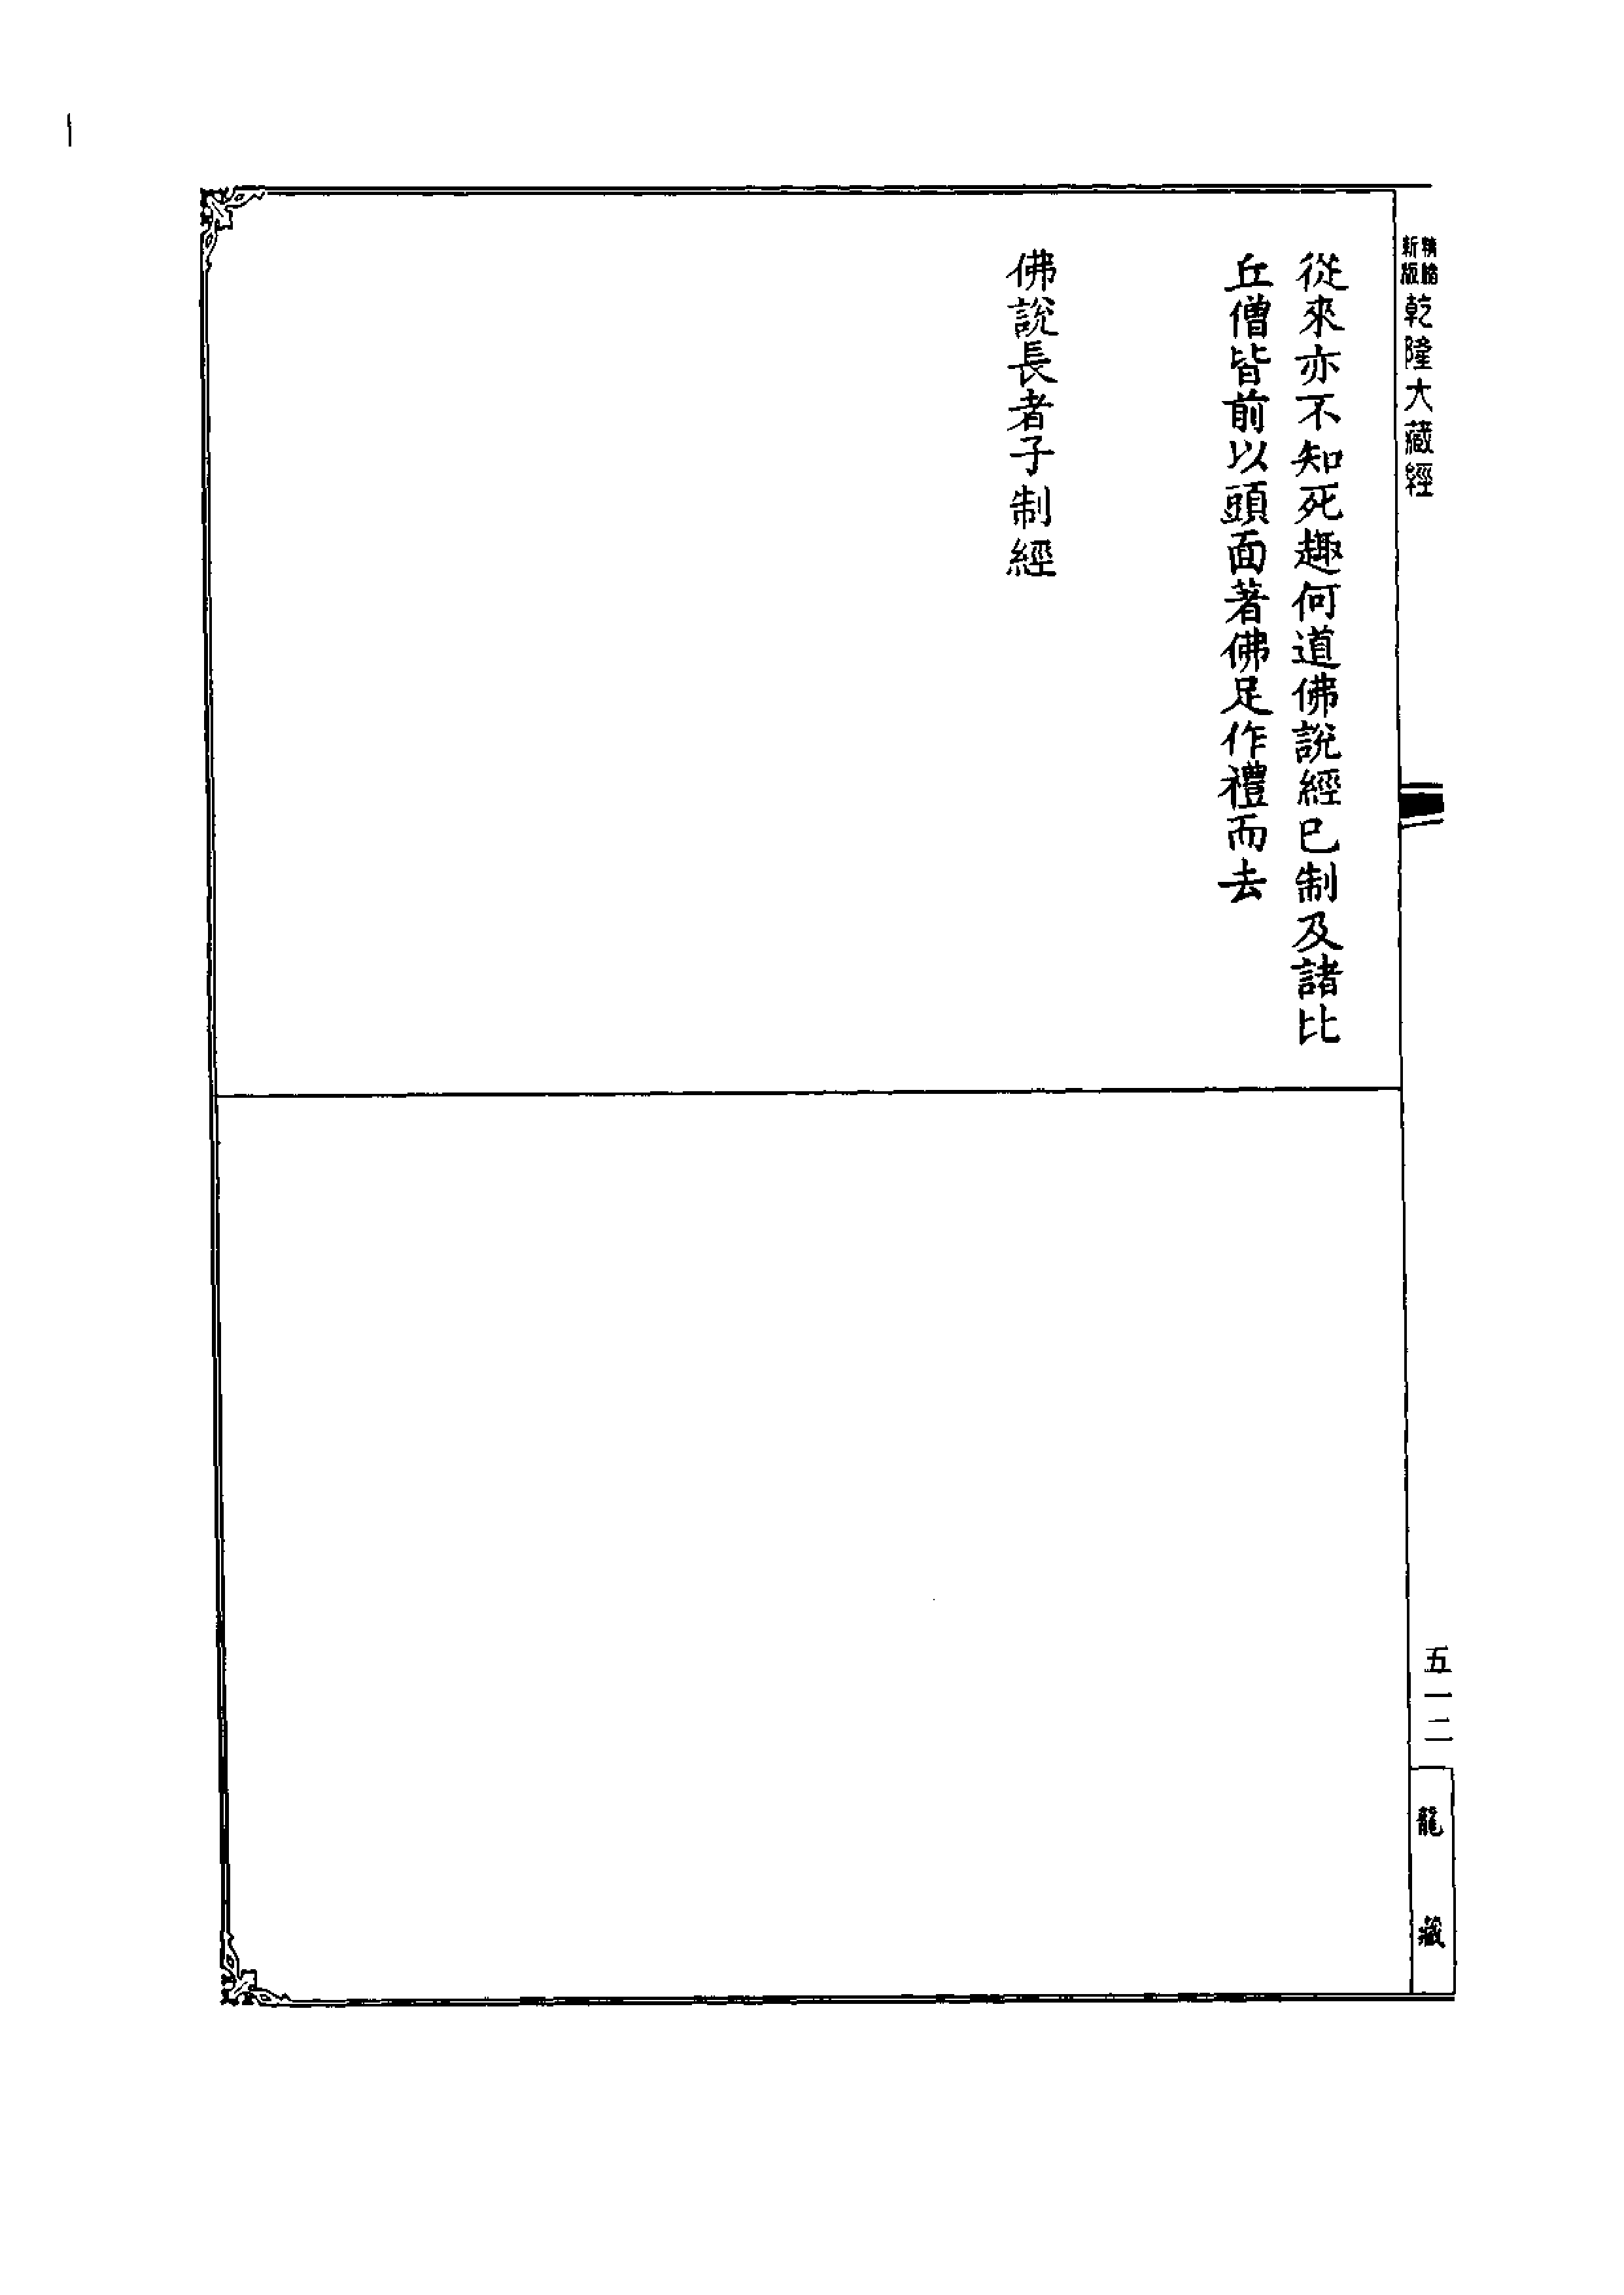 精縮
新版
乾隆大藏經
從來亦不知死趣何道佛說經已制及諸比
丘僧皆前以頭面著佛足作禮而去
佛說長者子制經
五一二
龍藏